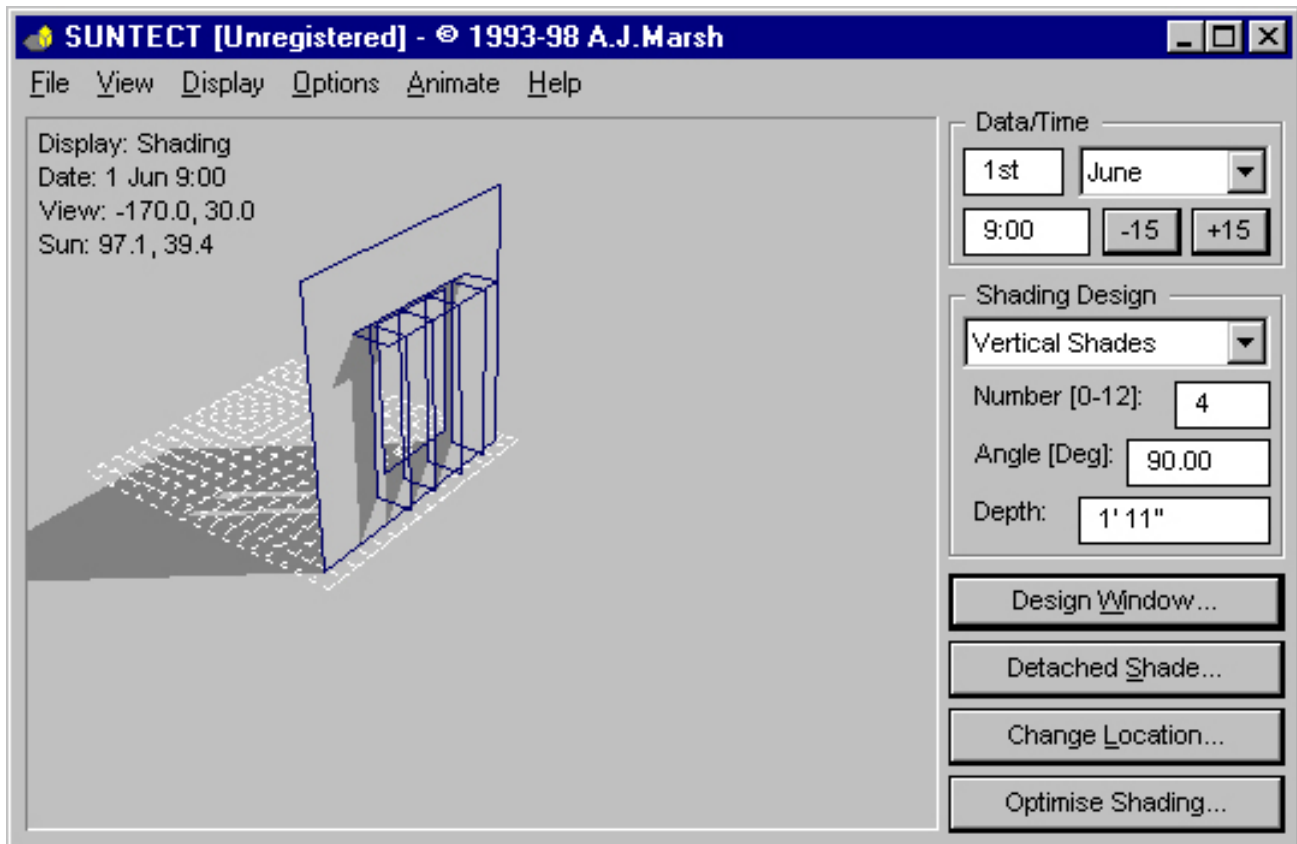 SUNTECT [Unregistered] - © 1993-98 A.J.Marsh
File View Display Options Animate Help
Display: Shading
Date: 1 Jun 9:00
View: -170.0, 30.0
Sun: 97.1, 39.4
Data/Time
1st June
9:00 -15 +15
Shading Design
Vertical Shades
Number [0-12]: 4
Angle [Deg]: 90.00
Depth: 1' 11"
Design Window...
Detached Shade...
Change Location...
Optimise Shading...